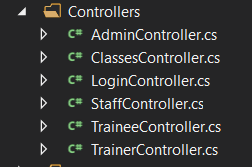 Controllers
C# AdminController.cs
C# ClassesController.cs
C# LoginController.cs
C# StaffController.cs
C# TraineeController.cs
C# TrainerController.cs